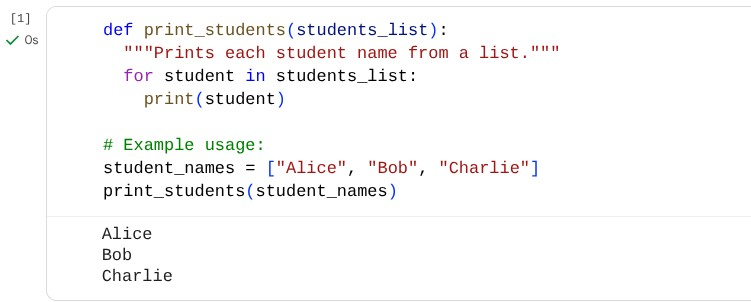 [1]
0s
def print_students(students_list):
  """Prints each student name from a list."""
  for student in students_list:
    print(student)

# Example usage:
student_names = ["Alice", "Bob", "Charlie"]
print_students(student_names)
Alice
Bob
Charlie